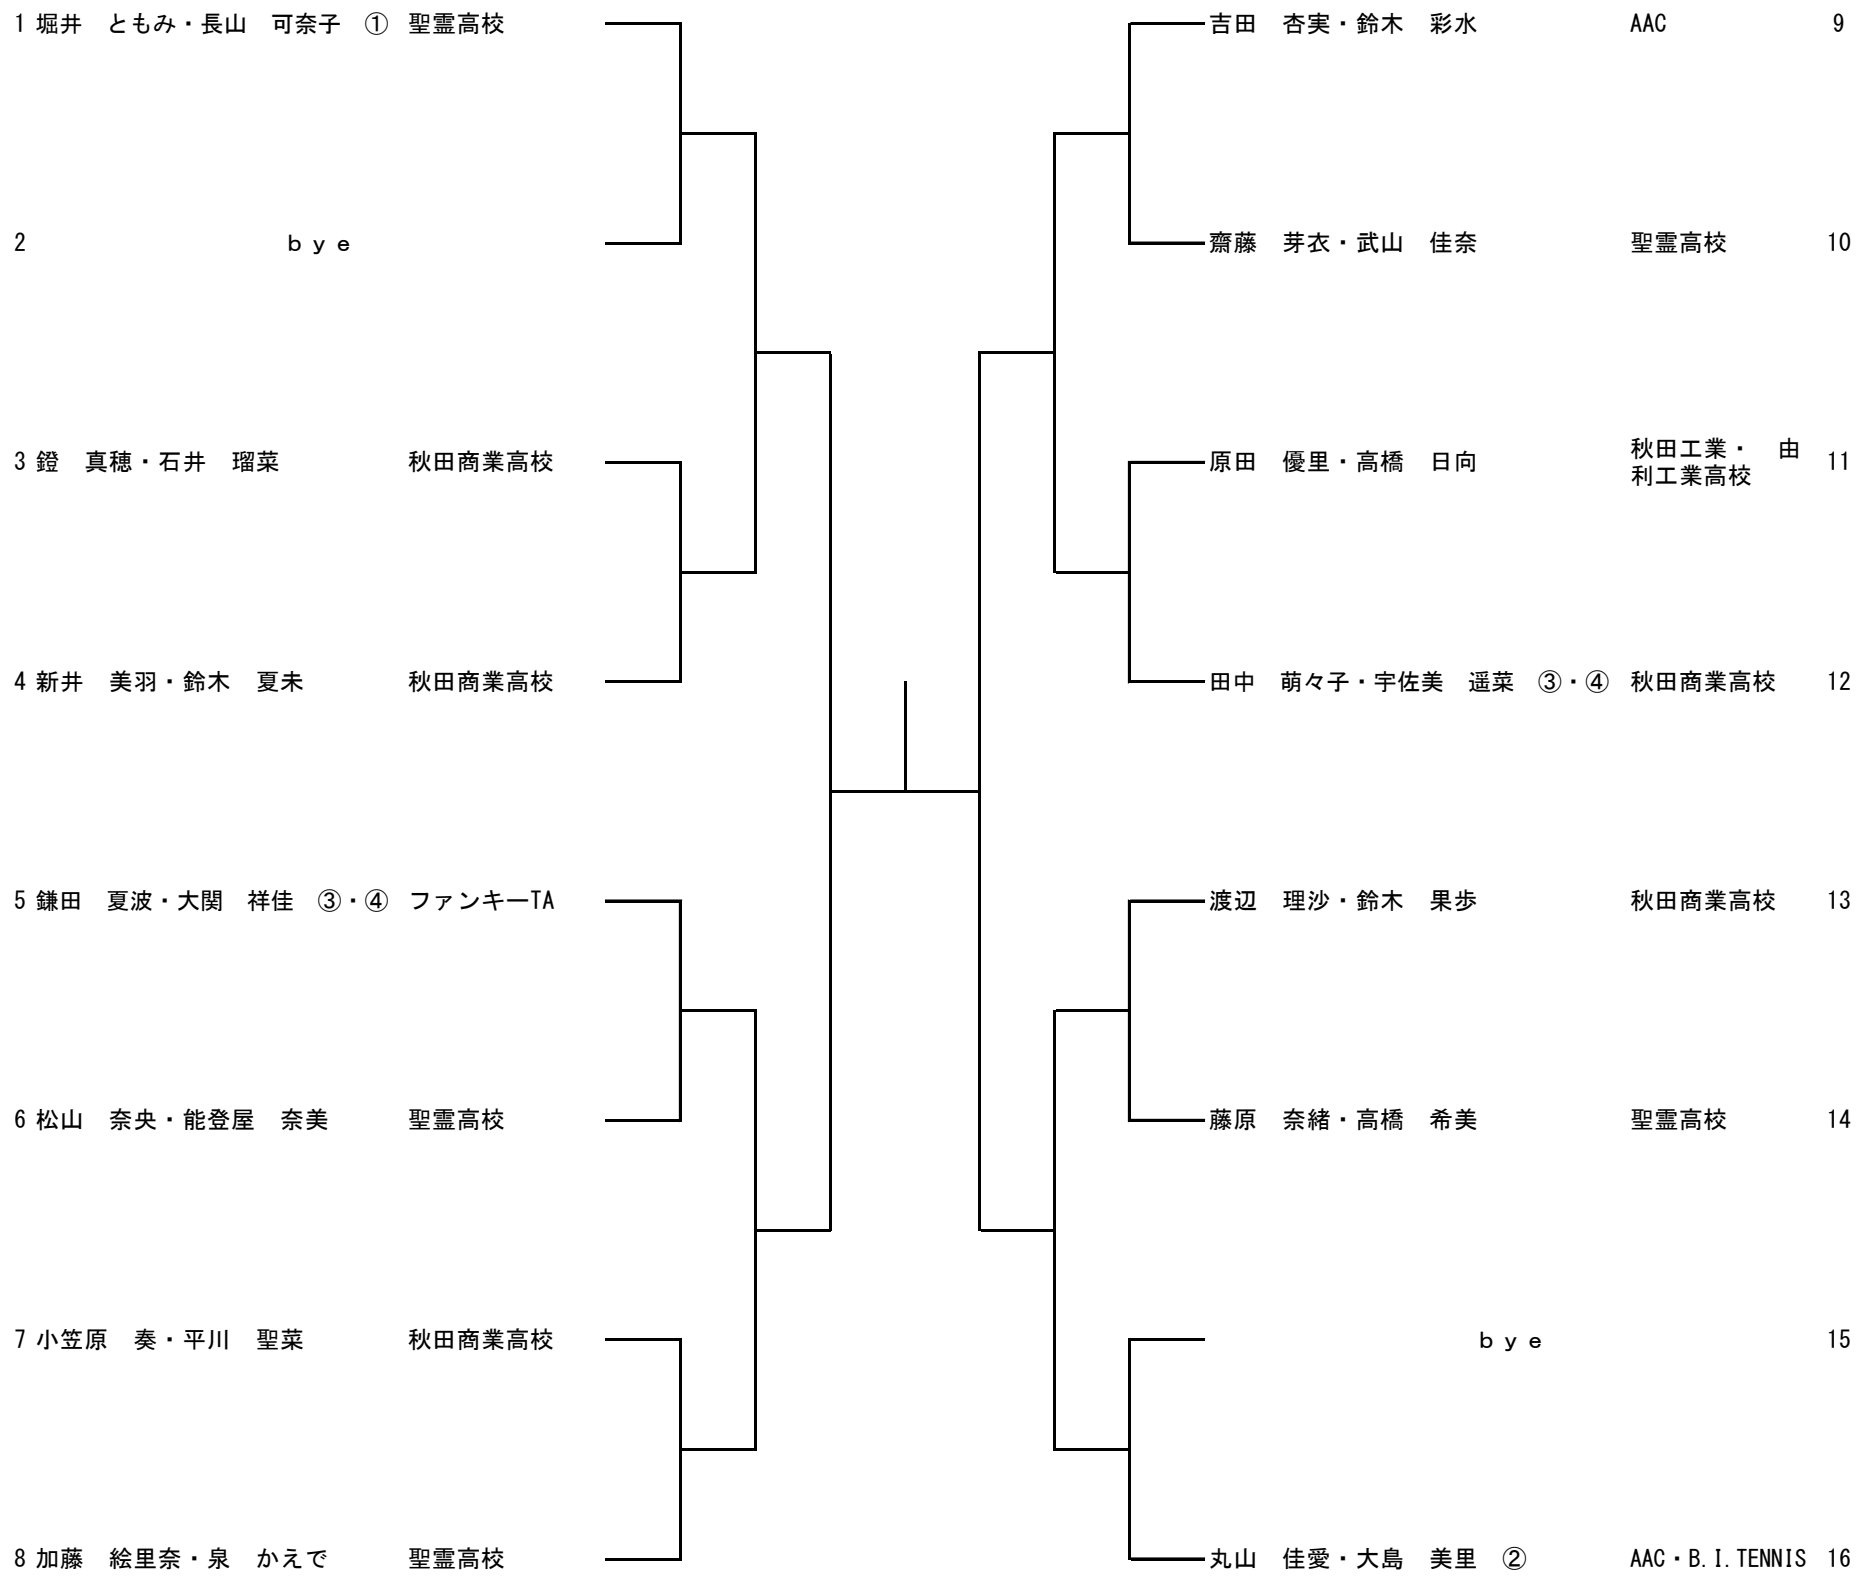 1 堀井　ともみ・長山　可奈子　① 聖霊高校
2 ｂｙｅ
3 鐙　真穂・石井　瑠菜 秋田商業高校
4 新井　美羽・鈴木　夏未 秋田商業高校
5 鎌田　夏波・大関　祥佳　③・④ ファンキーTA
6 松山　奈央・能登屋　奈美 聖霊高校
7 小笠原　奏・平川　聖菜 秋田商業高校
8 加藤　絵里奈・泉　かえで 聖霊高校
吉田　杏実・鈴木　彩水 AAC 9
齋藤　芽衣・武山　佳奈 聖霊高校 10
原田　優里・高橋　日向 秋田工業・　由
利工業高校 11
田中　萌々子・宇佐美　遥菜　③・④ 秋田商業高校 12
渡辺　理沙・鈴木　果歩 秋田商業高校 13
藤原　奈緒・高橋　希美 聖霊高校 14
ｂｙｅ 15
丸山　佳愛・大島　美里　② AAC・B.I.TENNIS 16